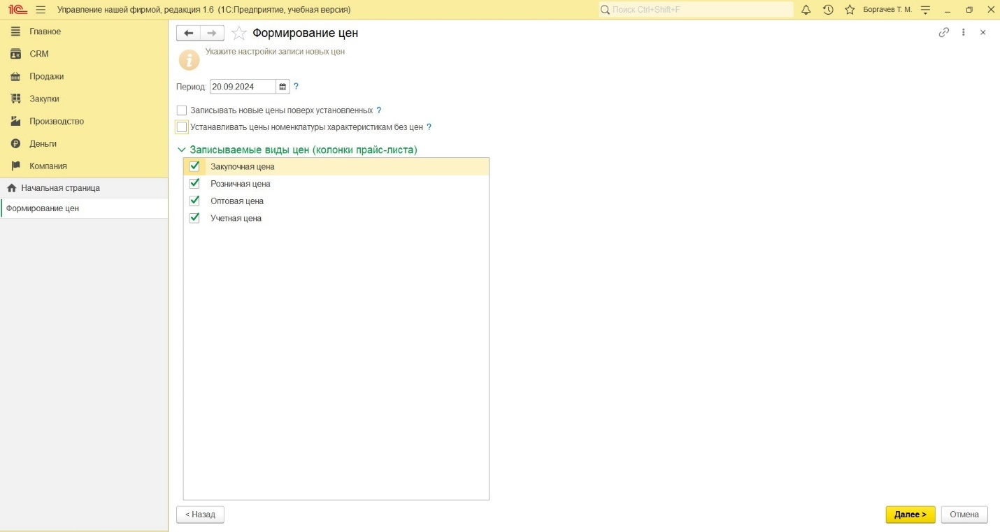 1С Управление нашей фирмой, редакция 1.6 (1С:Предприятие, учебная версия) Поиск Ctrl+Shift+F Боргачев Т. М.
Главное
CRM
Продажи
Закупки
Производство
Деньги
Компания
Начальная страница
Формирование цен
Формирование цен
Укажите настройки записи новых цен
Период: 20.09.2024 ?
Записывать новые цены поверх установленных ?
Устанавливать цены номенклатуры характеристикам без цен ?
Записываемые виды цен (колонки прайс-листа)
Закупочная цена
Розничная цена
Оптовая цена
Учетная цена
< Назад Далее > Отмена